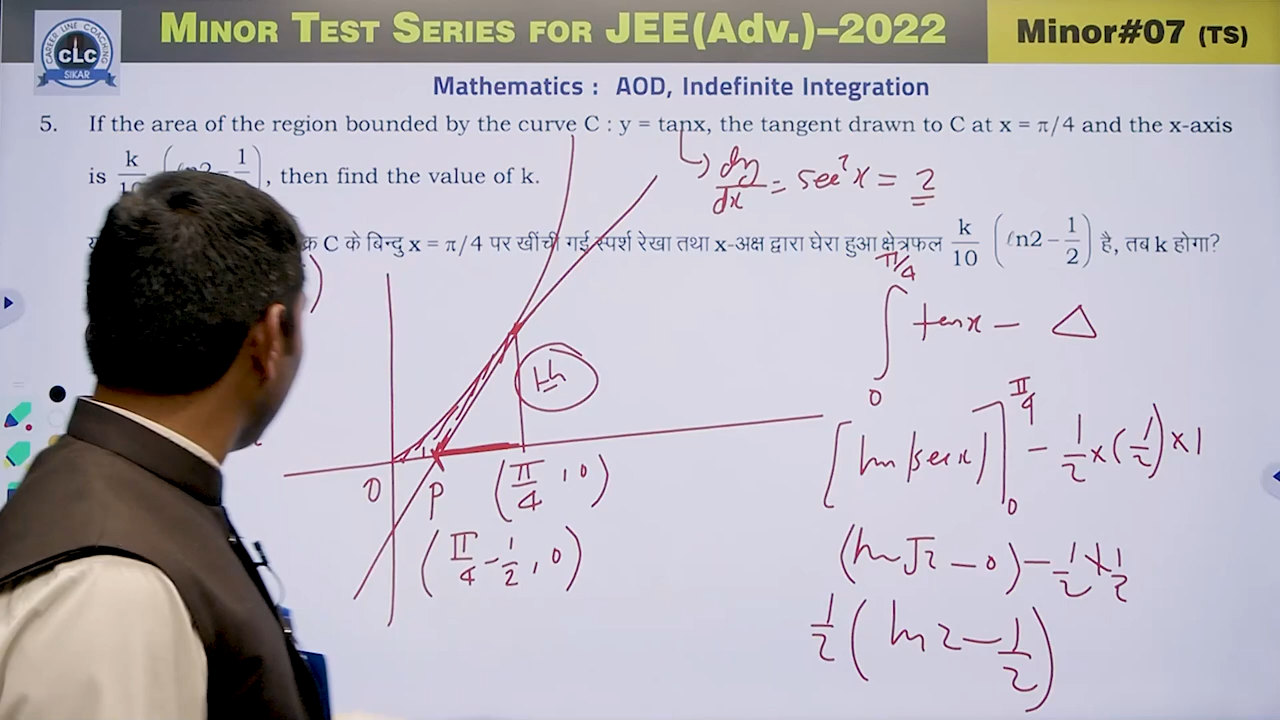 CAREER LINE COACHING
CLC
SIKAR
MINOR TEST SERIES FOR JEE(Adv.)–2022
Minor#07 (TS)
Mathematics : AOD, Indefinite Integration
5. If the area of the region bounded by the curve C : y = tanx, the tangent drawn to C at x = π/4 and the x-axis
is k , then find the value of k.
dy/dx = sec²x = 2
C के बिन्दु x = π/4 पर खींची गई स्पर्श रेखा तथा x-अक्ष द्वारा घेरा हुआ क्षेत्रफल k/10 (ℓn2 – 1/2) है, तब k होगा?
∫₀^π/4 tanx – Δ
[ln|secx|]₀^π/4 – 1/2 × (1/2) × 1
O P (π/4, 0)
(π/4 – 1/2, 0)
(ln√2 – 0) – 1/2 × 1/2
1/2 (ln2 – 1/2)